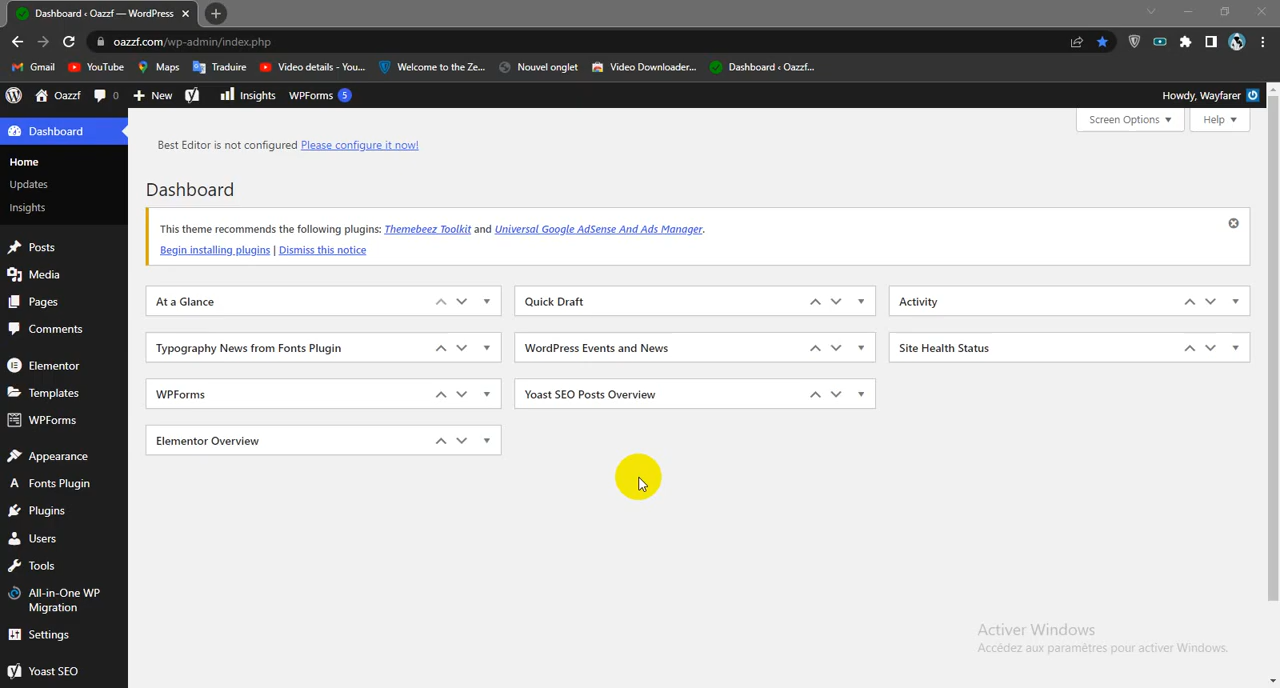 Dashboard ‹ Oazzf — WordPress
oazzf.com/wp-admin/index.php
Gmail YouTube Maps Traduire Video details - You... Welcome to the Ze... Nouvel onglet Video Downloader... Dashboard ‹ Oazzf...
Oazzf 0 New Insights WPForms 5 Howdy, Wayfarer
Screen Options Help
Dashboard
Home
Updates
Insights
Posts
Media
Pages
Comments
Elementor
Templates
WPForms
Appearance
Fonts Plugin
Plugins
Users
Tools
All-in-One WP
Migration
Settings
Yoast SEO
Best Editor is not configured Please configure it now!
Dashboard
This theme recommends the following plugins: Themebeez Toolkit and Universal Google AdSense And Ads Manager.
Begin installing plugins | Dismiss this notice
At a Glance Quick Draft Activity
Typography News from Fonts Plugin WordPress Events and News Site Health Status
WPForms Yoast SEO Posts Overview
Elementor Overview
Activer Windows
Accédez aux paramètres pour activer Windows.